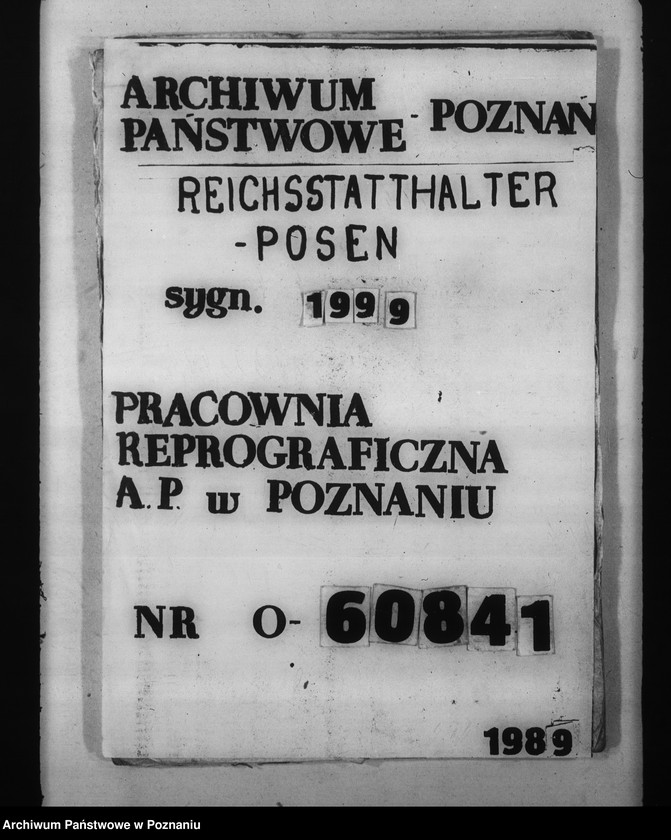 ARCHIWUM
PAŃSTWOWE - POZNAŃ
REICHSSTATTHALTER
-POSEN
sygn. 1999
PRACOWNIA
REPROGRAFICZNA
A.P. w POZNANIU
NR O-60841
1989
Archiwum Państwowe w Poznaniu